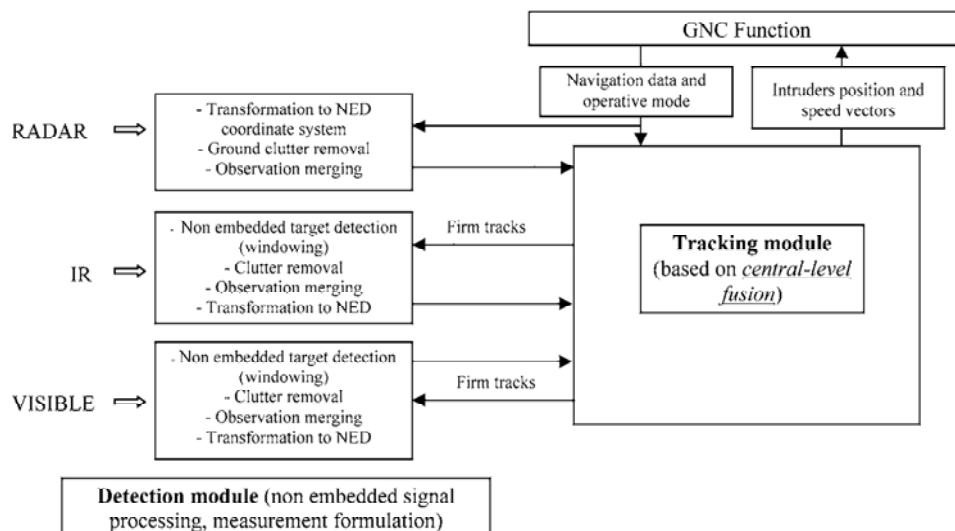 GNC Function
Navigation data and
operative mode
Intruders position and
speed vectors
RADAR
- Transformation to NED
coordinate system
- Ground clutter removal
- Observation merging
IR
- Non embedded target detection
(windowing)
- Clutter removal
- Observation merging
- Transformation to NED
Firm tracks
Tracking module
(based on central-level
fusion)
VISIBLE
- Non embedded target detection
(windowing)
- Clutter removal
- Observation merging
- Transformation to NED
Firm tracks
Detection module (non embedded signal
processing, measurement formulation)